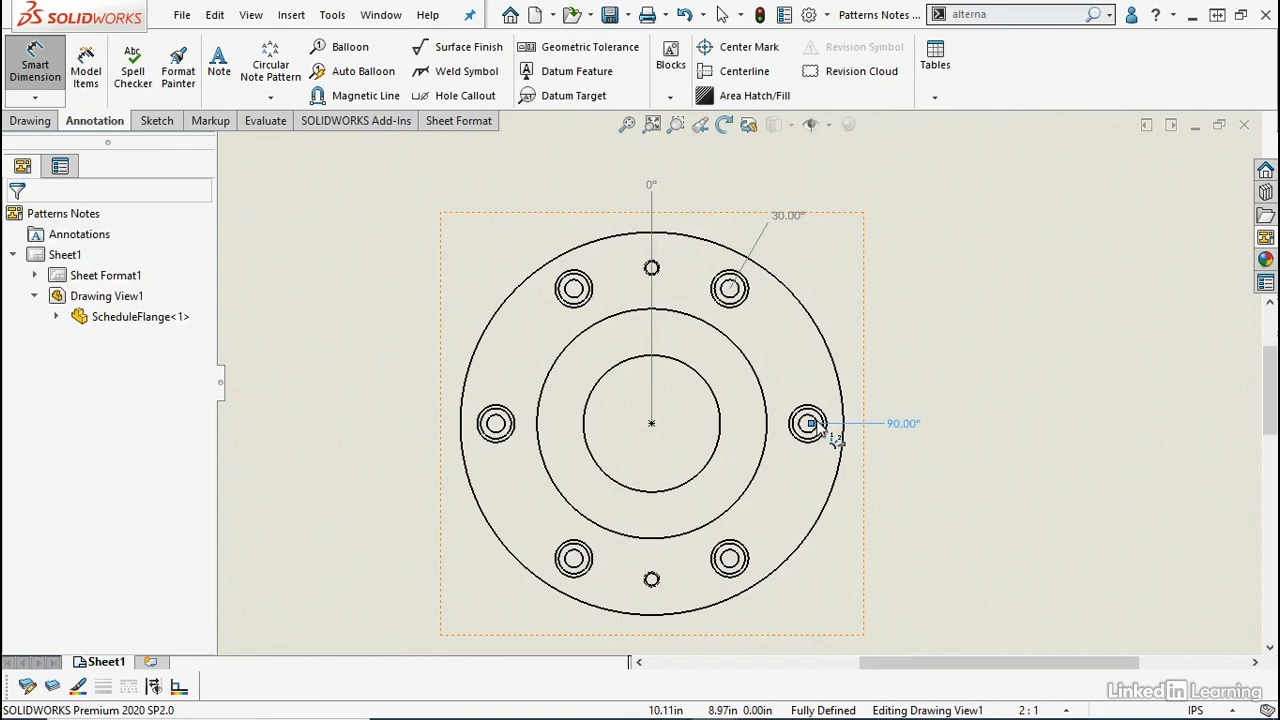 SOLIDWORKS
File Edit View Insert Tools Window Help
Patterns Notes ...
alterna
Smart Dimension
Model Items
Spell Checker
Format Painter
Note
Circular Note Pattern
Balloon
Auto Balloon
Magnetic Line
Surface Finish
Weld Symbol
Hole Callout
Geometric Tolerance
Datum Feature
Datum Target
Blocks
Center Mark
Centerline
Area Hatch/Fill
Revision Symbol
Revision Cloud
Tables
Drawing Annotation Sketch Markup Evaluate SOLIDWORKS Add-Ins Sheet Format
Patterns Notes
Annotations
Sheet1
Sheet Format1
Drawing View1
ScheduleFlange<1>
0°
30.00°
90.00°
Sheet1
LinkedIn Learning
SOLIDWORKS Premium 2020 SP2.0 10.11in 8.97in 0.00in Fully Defined Editing Drawing View1 2 : 1 IPS